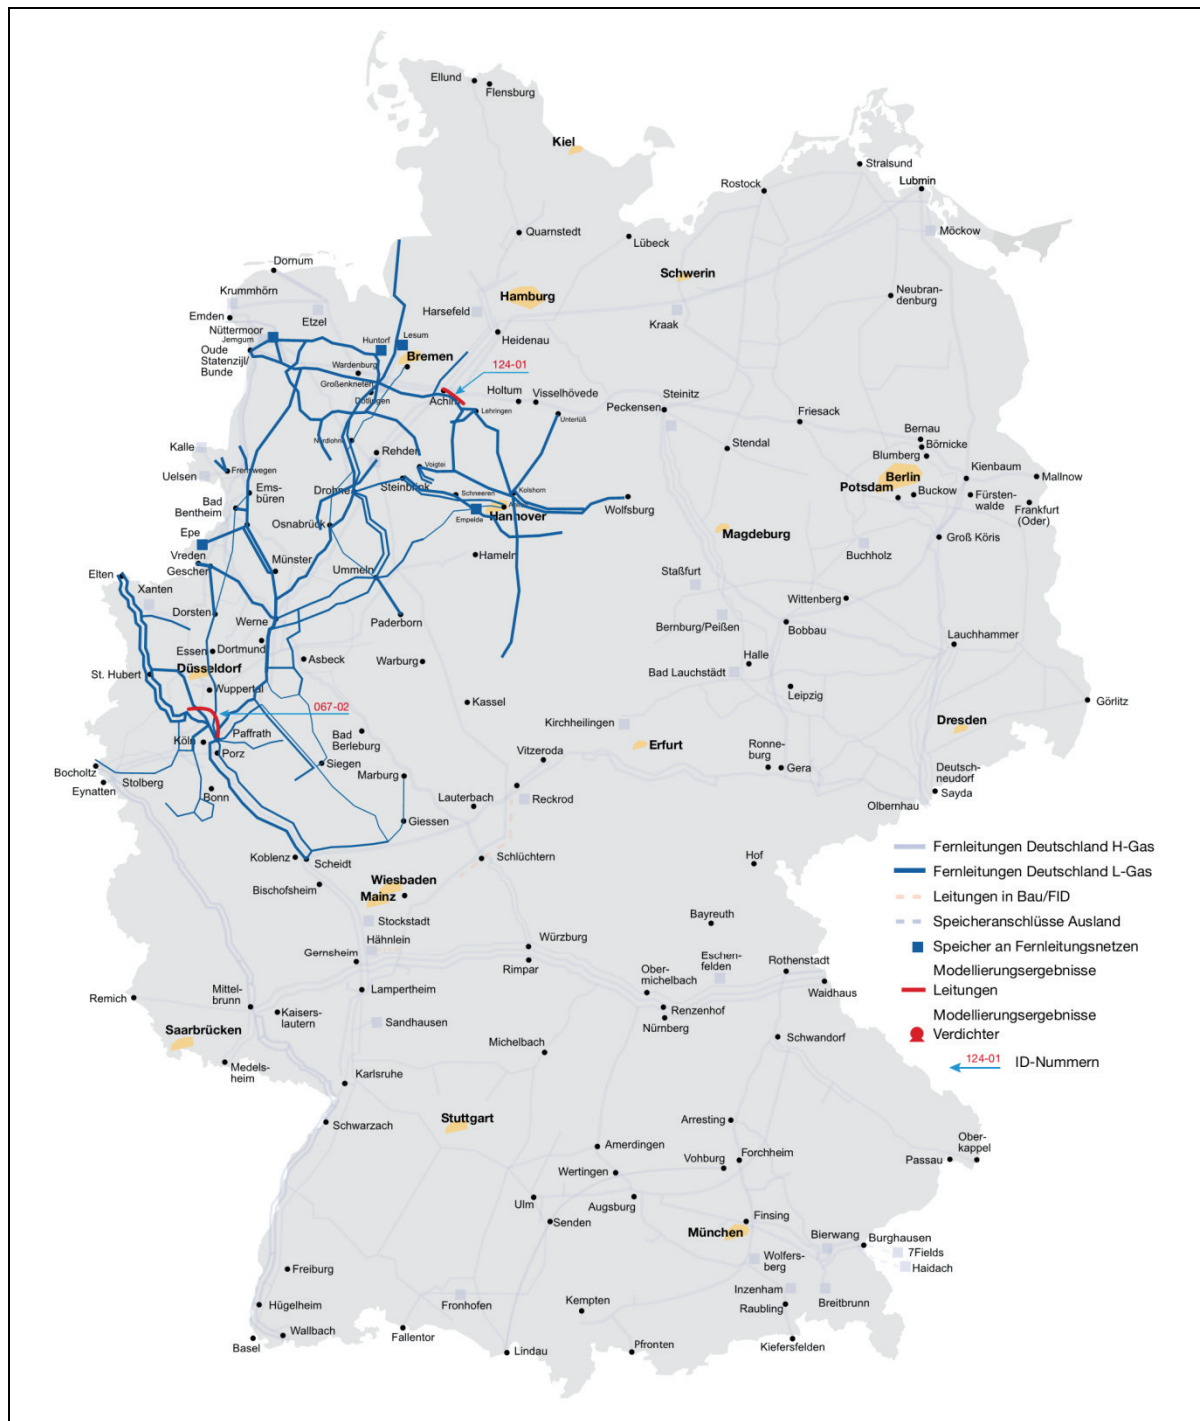 Ellund
Flensburg
Kiel
Stralsund
Lubmin
Rostock
Möckow
Quarnstedt
Lübeck
Dornum
Schwerin
Krummhörn
Hamburg
Neubran-
denburg
Emden
Etzel
Harsefeld
Kraak
Nüttermoor
Jemgum
Huntorf
Lesum
Heidenau
Oude
Statenzijl/
Bunde
Bremen
Wardenburg
124-01
Großenkneten
Dötlingen
Achim
Holtum
Visselhövede
Steinitz
Lehringen
Peckensen
Unterlüß
Friesack
Nordlohne
Bernau
Börnicke
Kalle
Rehden
Stendal
Blumberg
Voigtei
Kienbaum
Uelsen
Frenswegen
Berlin
Mallnow
Ems-
büren
Drohne
Steinbrink
Schneeren
Kolshorn
Potsdam
Buckow
Fürsten-
walde
Bad
Bentheim
Wolfsburg
Frankfurt
(Oder)
Empelde
Hannover
Osnabrück
Magdeburg
Epe
Groß Köris
Vreden
Münster
Hameln
Buchholz
Gescher
Ummeln
Elten
Staßfurt
Xanten
Wittenberg
Dorsten
Werne
Paderborn
Bernburg/Peißen
Bobbau
Lauchhammer
Essen
Dortmund
Asbeck
Warburg
Halle
Düsseldorf
Bad Lauchstädt
St. Hubert
Wuppertal
Leipzig
Kassel
Görlitz
067-02
Kirchheilingen
Dresden
Paffrath
Bad
Berleburg
Köln
Erfurt
Ronne-
burg
Vitzeroda
Porz
Siegen
Gera
Bocholtz
Marburg
Deutsch-
neudorf
Eynatten
Stolberg
Bonn
Lauterbach
Reckrod
Sayda
Olbernhau
Giessen
Fernleitungen Deutschland H-Gas
Koblenz
Scheidt
Schlüchtern
Hof
Fernleitungen Deutschland L-Gas
Wiesbaden
Bischofsheim
Mainz
Leitungen in Bau/FID
Stockstadt
Bayreuth
Speicheranschlüsse Ausland
Hähnlein
Würzburg
Speicher an Fernleitungsnetzen
Gernsheim
Eschen-
felden
Rothenstadt
Rimpar
Ober-
michelbach
Modellierungsergebnisse
Leitungen
Remich
Mittel-
brunn
Lampertheim
Waidhaus
Renzenhof
Modellierungsergebnisse
Verdichter
Kaisers-
lautern
Sandhausen
Nürnberg
Saarbrücken
Michelbach
Schwandorf
124-01
ID-Nummern
Medels-
heim
Karlsruhe
Stuttgart
Schwarzach
Arresting
Amerdingen
Ober-
kappel
Forchheim
Vohburg
Passau
Wertingen
Ulm
Augsburg
Senden
Finsing
München
Bierwang
Burghausen
7Fields
Wolfers-
berg
Haidach
Freiburg
Inzenham
Breitbrunn
Hügelheim
Fronhofen
Kempten
Raubling
Wallbach
Fallentor
Basel
Lindau
Pfronten
Kiefersfelden